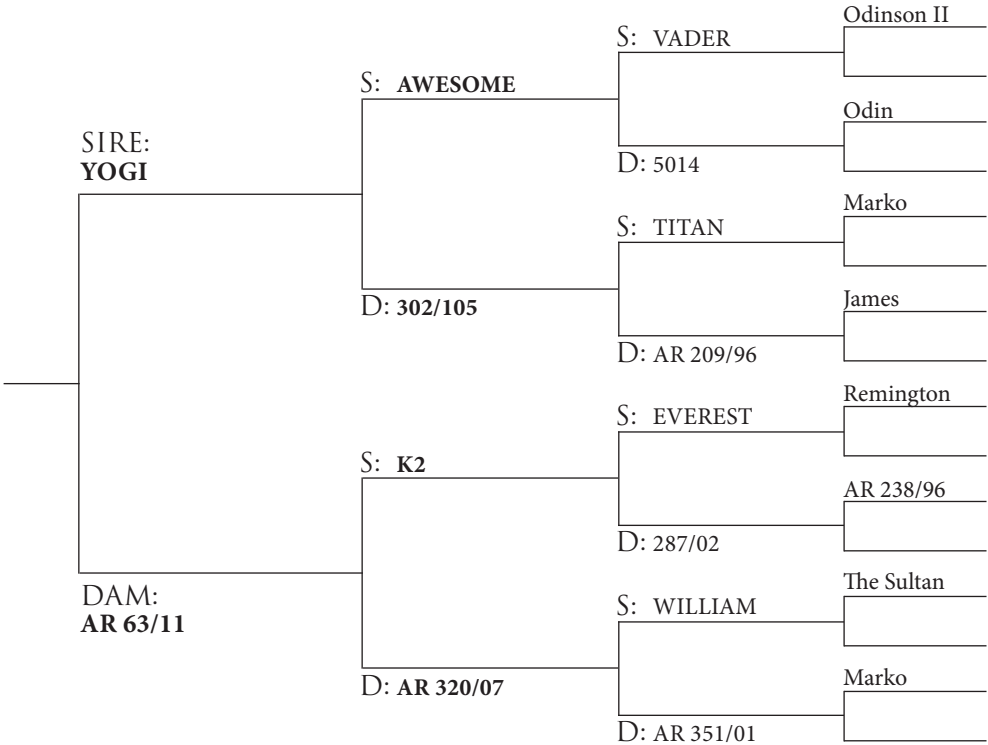 Odinson II
S: VADER
S: AWESOME
Odin
SIRE:
YOGI
D: 5014
Marko
S: TITAN
D: 302/105
James
D: AR 209/96
Remington
S: EVEREST
S: K2
AR 238/96
D: 287/02
DAM:
AR 63/11
The Sultan
S: WILLIAM
D: AR 320/07
Marko
D: AR 351/01